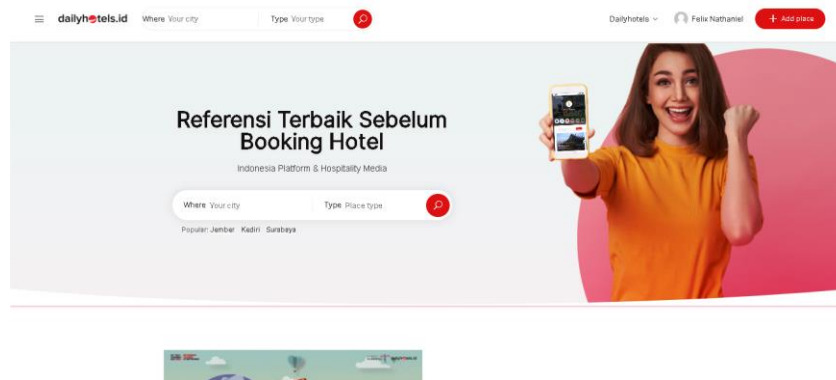 dailyhotels.id
Where Your city
Type Your type
Dailyhotels
Felix Nathaniel
+ Add place
Referensi Terbaik Sebelum
Booking Hotel
Indonesia Platform & Hospitality Media
Where Your city
Type Place type
Popular: Jember Kediri Surabaya